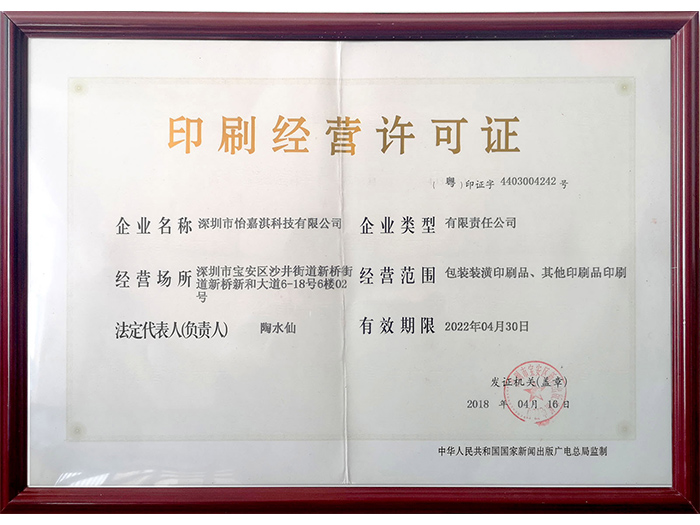 印刷经营许可证
(粤)印证字 4403004242 号
企业名称 深圳市怡嘉淇科技有限公司
企业类型 有限责任公司
经营场所 深圳市宝安区沙井街道新桥街
道新桥新和大道6-18号6楼02
号
经营范围 包装装潢印刷品、其他印刷品印刷
法定代表人(负责人) 陶水仙
有效期限 2022年04月30日
发证机关(盖章)
2018 年 04月 16日
中华人民共和国国家新闻出版广电总局监制